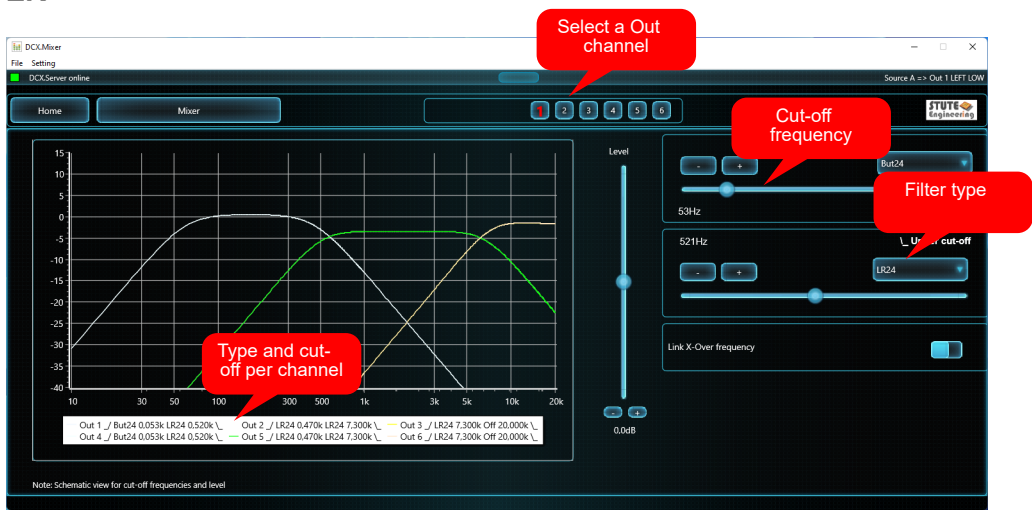 Select a Out
channel
DCX.Mixer
File Setting
DCX.Server online
Source A => Out 1 LEFT LOW
Home
Mixer
1 2 3 4 5 6
STUTE
Engineering
Cut-off
frequency
- +
But24
Filter type
53Hz
521Hz
\_ cut-off
- +
LR24
Link X-Over frequency
Level
- +
0,0dB
15
10
5
0
-5
-10
-15
-20
-25
-30
-35
-40
10 30 50 100 300 500 1k 3k 5k 10k 20k
Type and cut-
off per channel
Out 1 _/ But24 0,053k LR24 0,520k \_ Out 2 _/ LR24 0,470k LR24 7,300k \_ Out 3 _/ LR24 7,300k Off 20,000k \_
Out 4 _/ But24 0,053k LR24 0,520k \_ Out 5 _/ LR24 0,470k LR24 7,300k \_ Out 6 _/ LR24 7,300k Off 20,000k \_
Note: Schematic view for cut-off frequencies and level